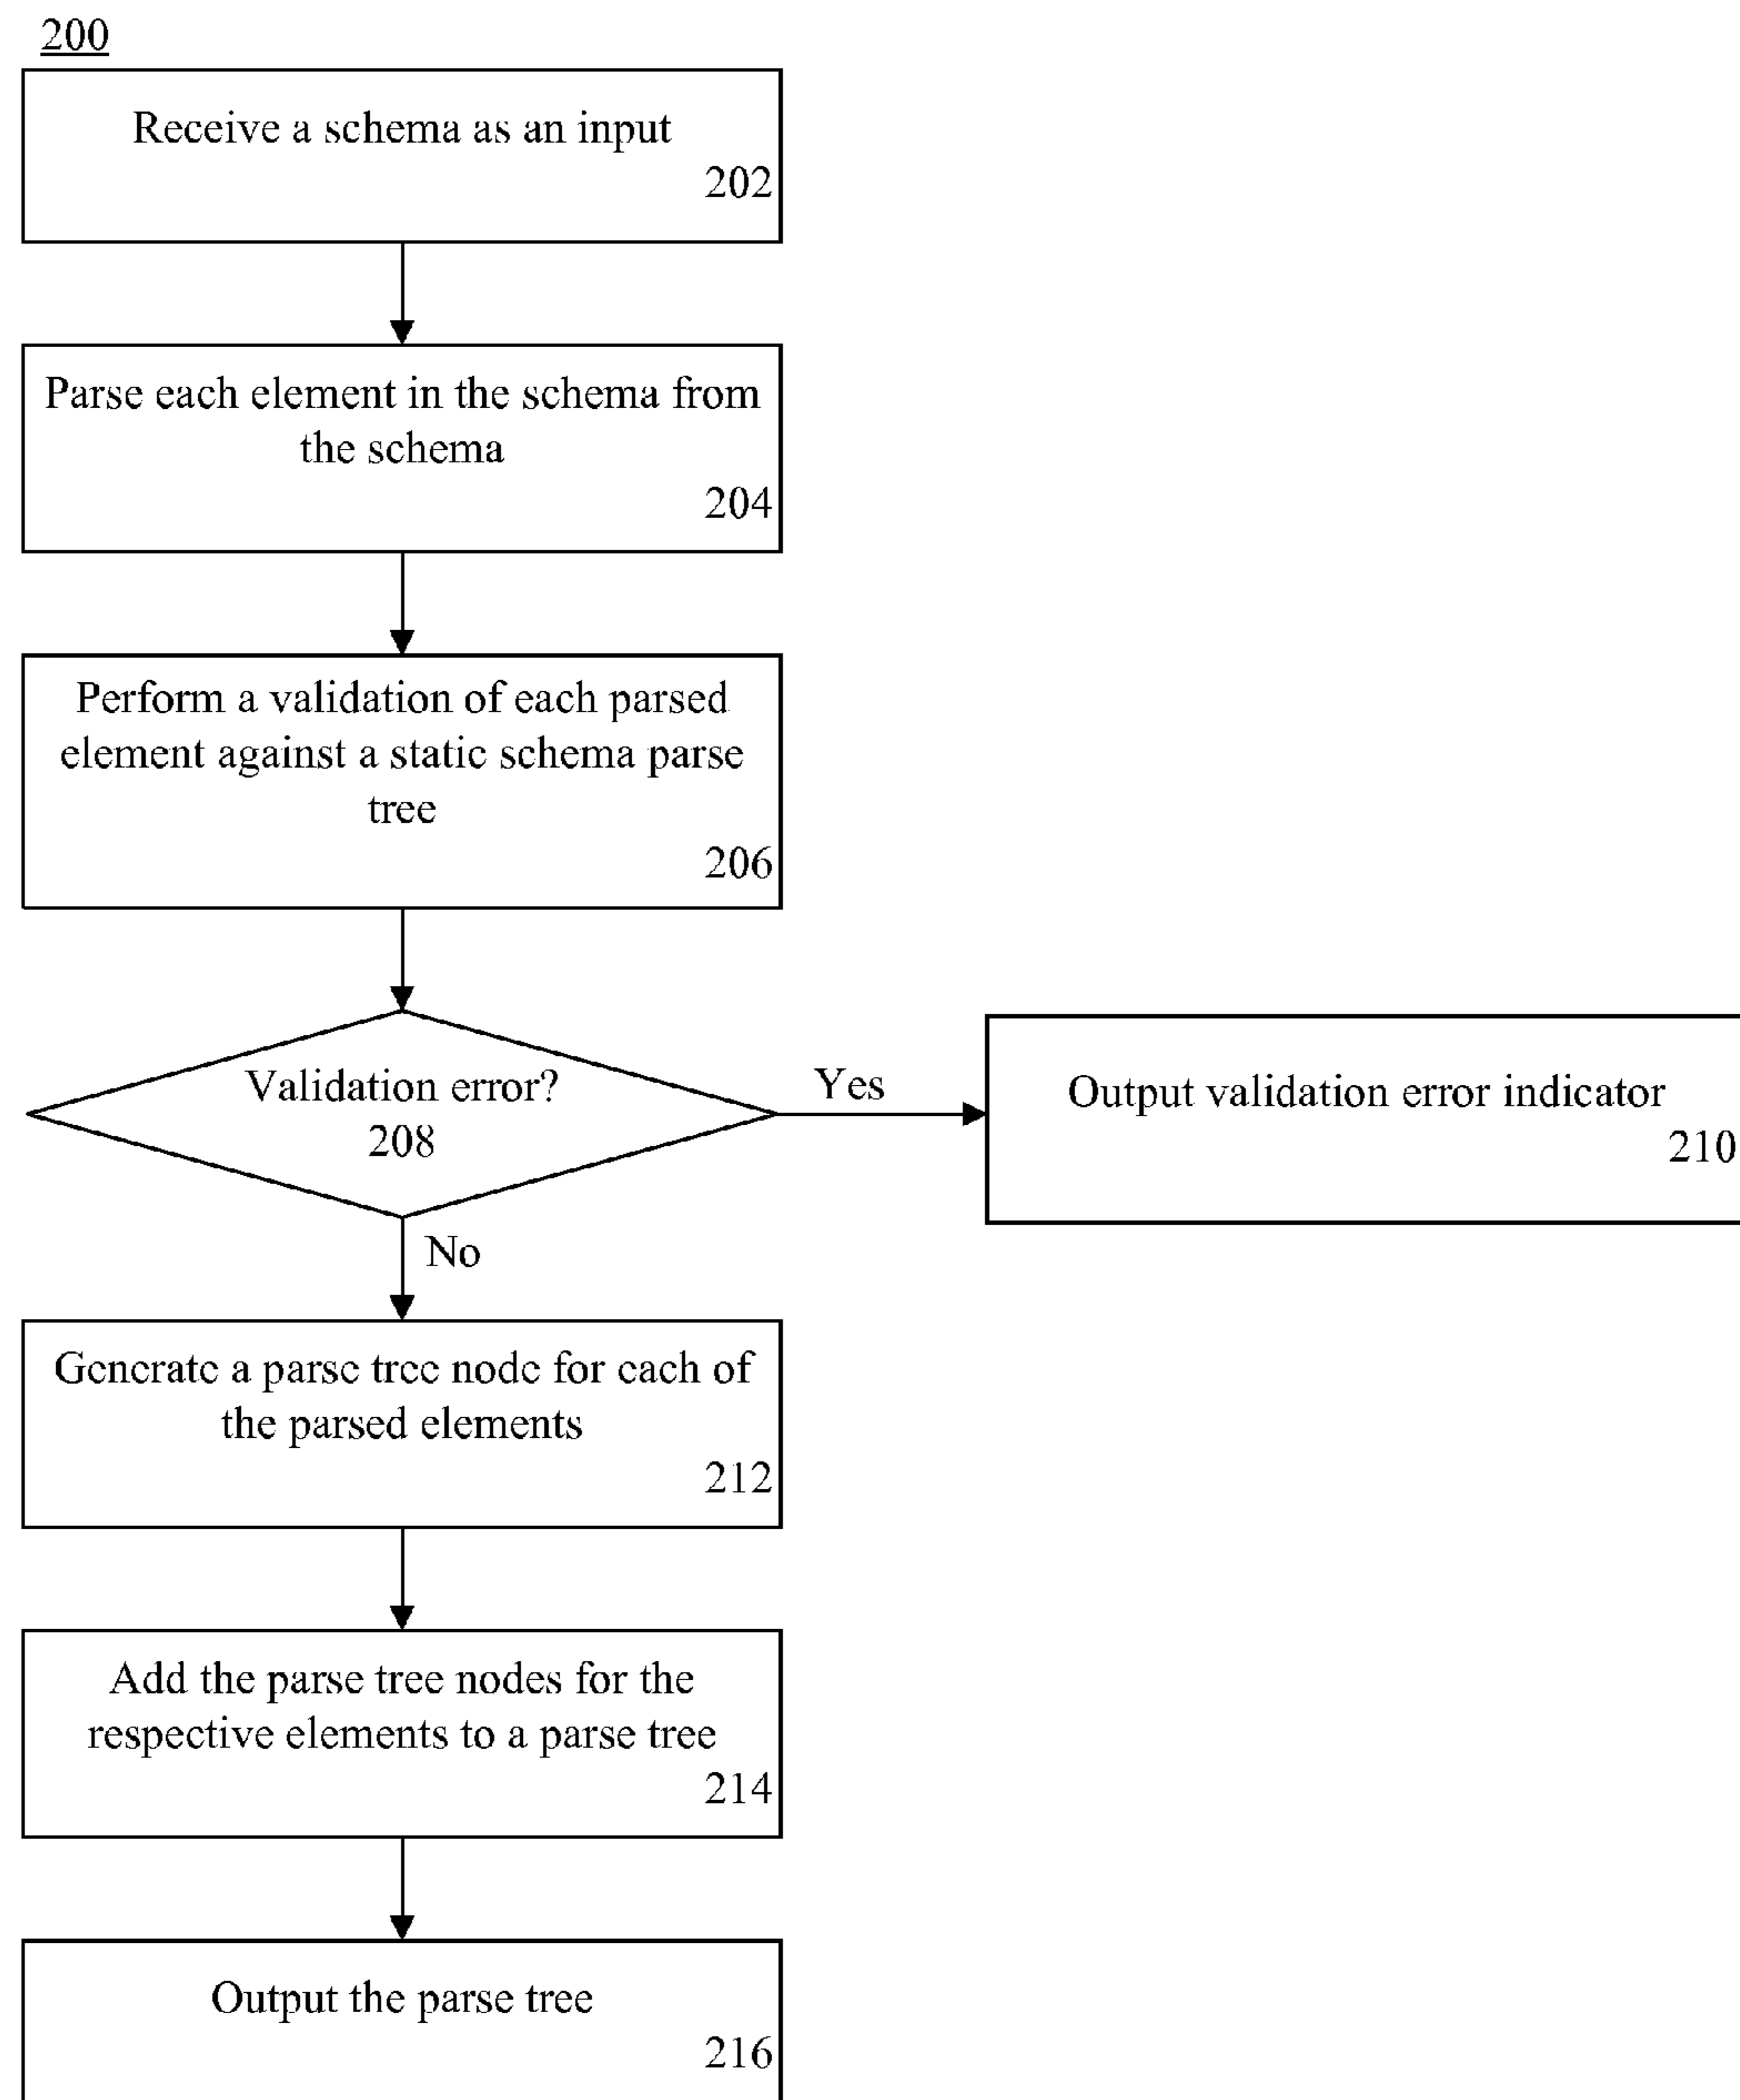 200
Receive a schema as an input
202
Parse each element in the schema from
the schema
204
Perform a validation of each parsed
element against a static schema parse
tree
206
Validation error?
208
Yes
Output validation error indicator
210
No
Generate a parse tree node for each of
the parsed elements
212
Add the parse tree nodes for the
respective elements to a parse tree
214
Output the parse tree
216